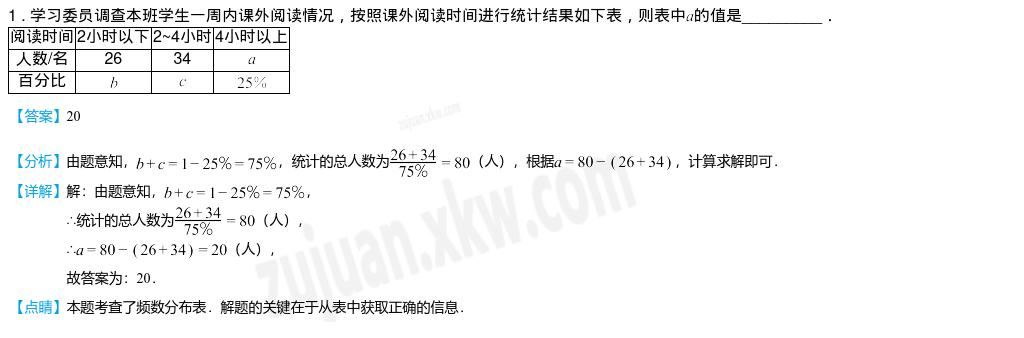 1．学习委员调查本班学生一周内课外阅读情况，按照课外阅读时间进行统计结果如下表，则表中a的值是__________．
阅读时间 2小时以下 2~4小时 4小时以上
人数/名 26 34 a
百分比 b c 25%
【答案】20
【分析】由题意知，b+c=1−25%=75%，统计的总人数为(26+34)/75%=80（人），根据a=80−(26+34)，计算求解即可．
【详解】解：由题意知，b+c=1−25%=75%，
∴统计的总人数为(26+34)/75%=80（人），
∴a=80−(26+34)=20（人），
故答案为：20．
【点睛】本题考查了频数分布表．解题的关键在于从表中获取正确的信息．
zujuan.xkw.com
zujuan.xkw.com